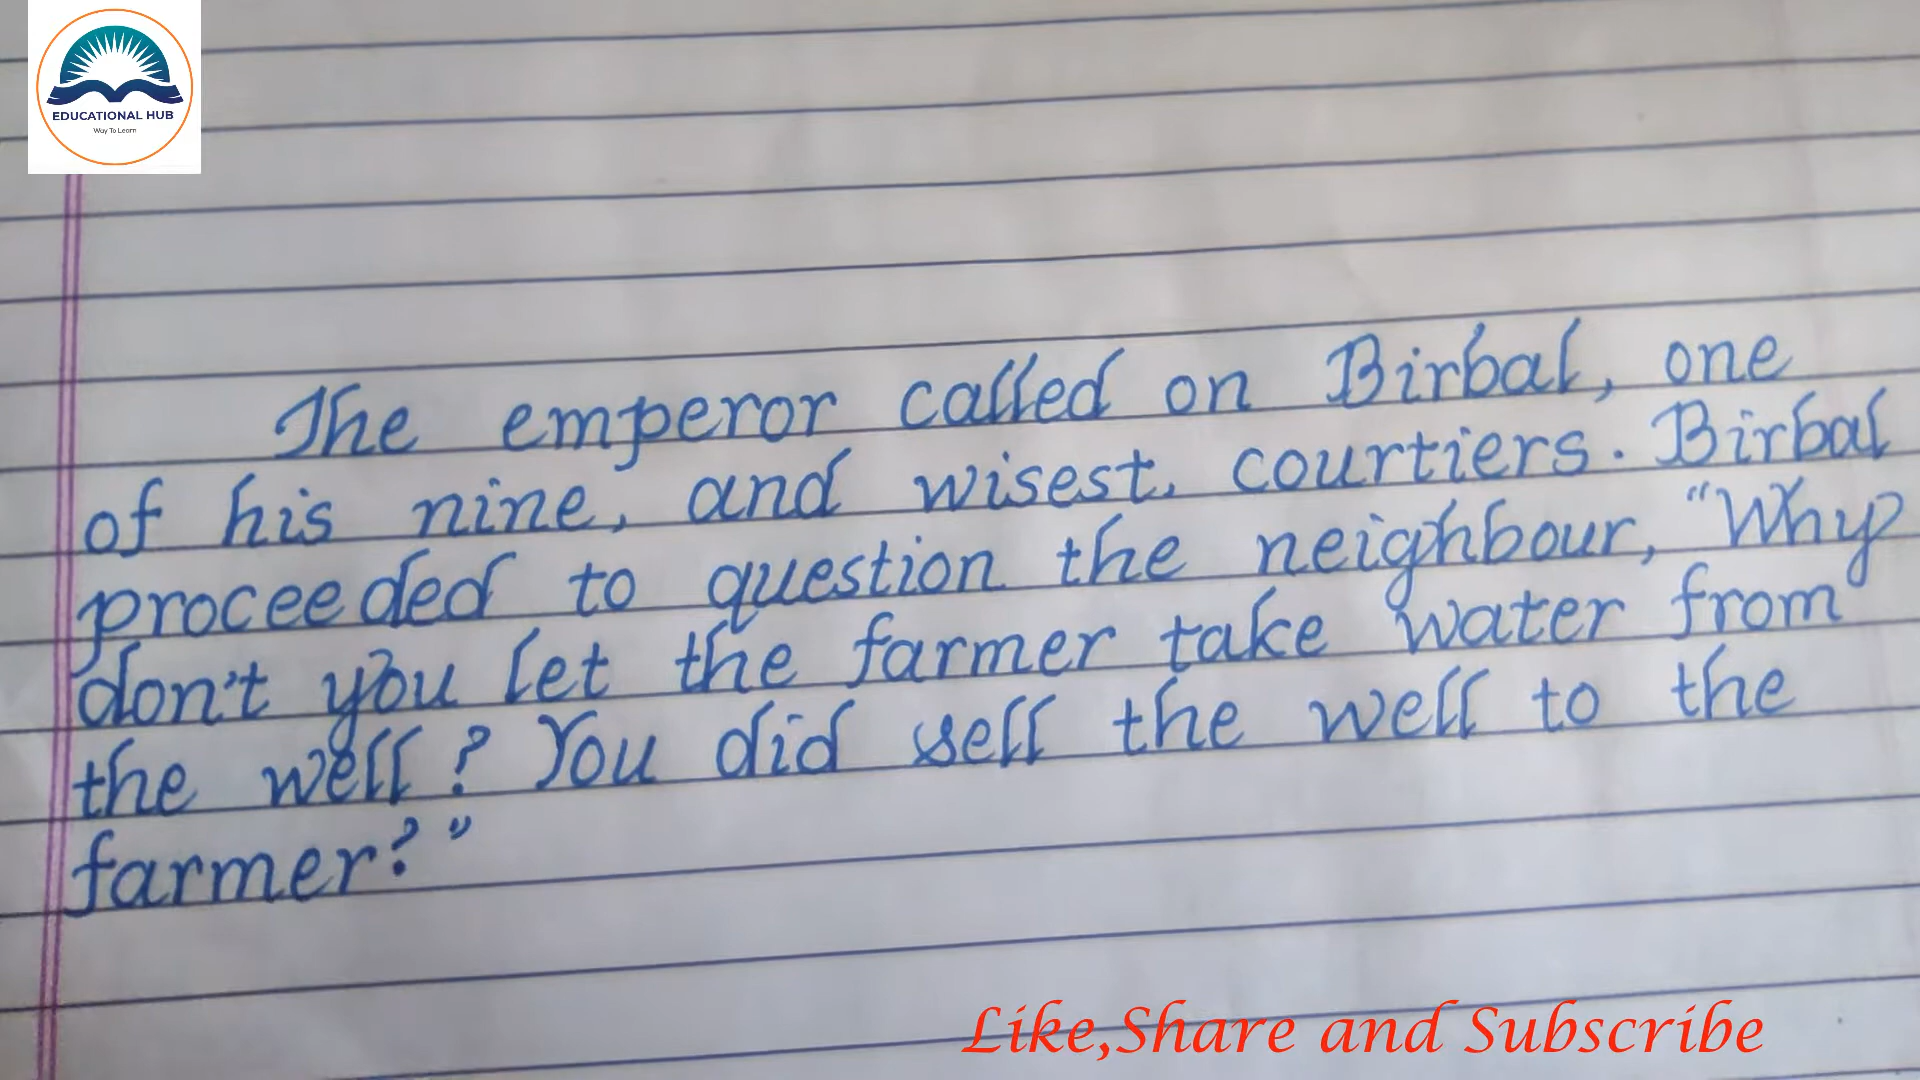 EDUCATIONAL HUB
Way To Learn
The emperor called on Birbal, one
of his nine, and wisest, courtiers. Birbal
proceeded to question the neighbour, "Why
don't you let the farmer take water from
the well? You did sell the well to the
farmer?"
Like,Share and Subscribe